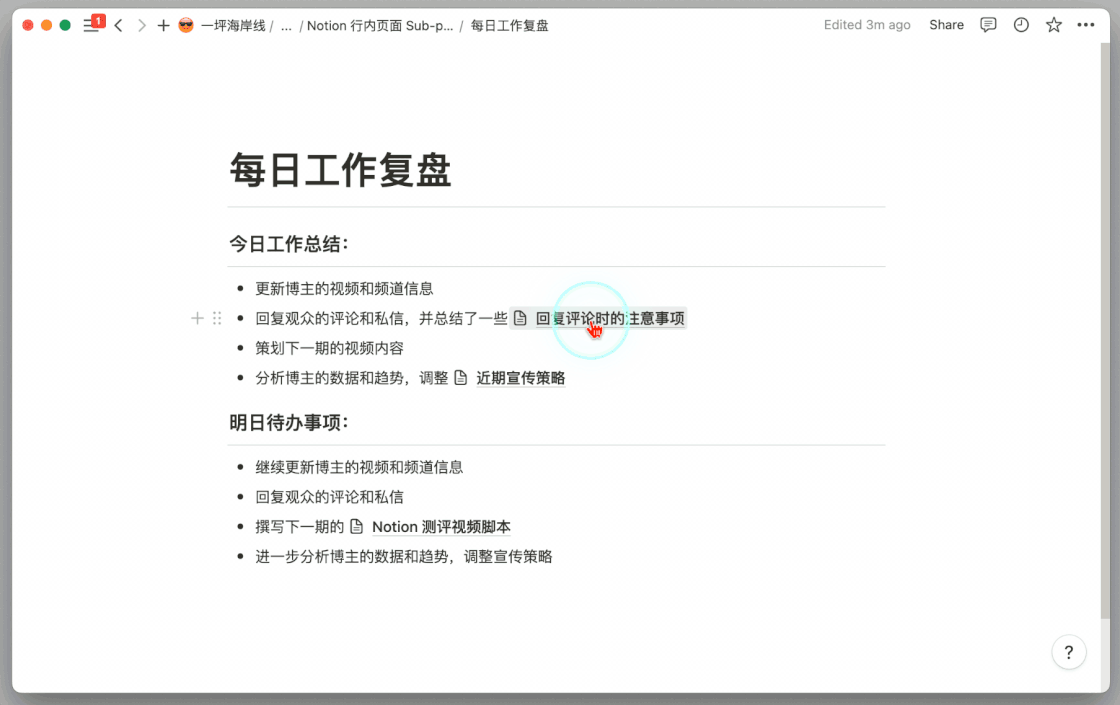 1
一坪海岸线 / ... / Notion 行内页面 Sub-p... / 每日工作复盘
Edited 3m ago Share
每日工作复盘
今日工作总结：
更新博主的视频和频道信息
回复观众的评论和私信，并总结了一些 回复评论时的注意事项
策划下一期的视频内容
分析博主的数据和趋势，调整 近期宣传策略
明日待办事项：
继续更新博主的视频和频道信息
回复观众的评论和私信
撰写下一期的 Notion 测评视频脚本
进一步分析博主的数据和趋势，调整宣传策略
?